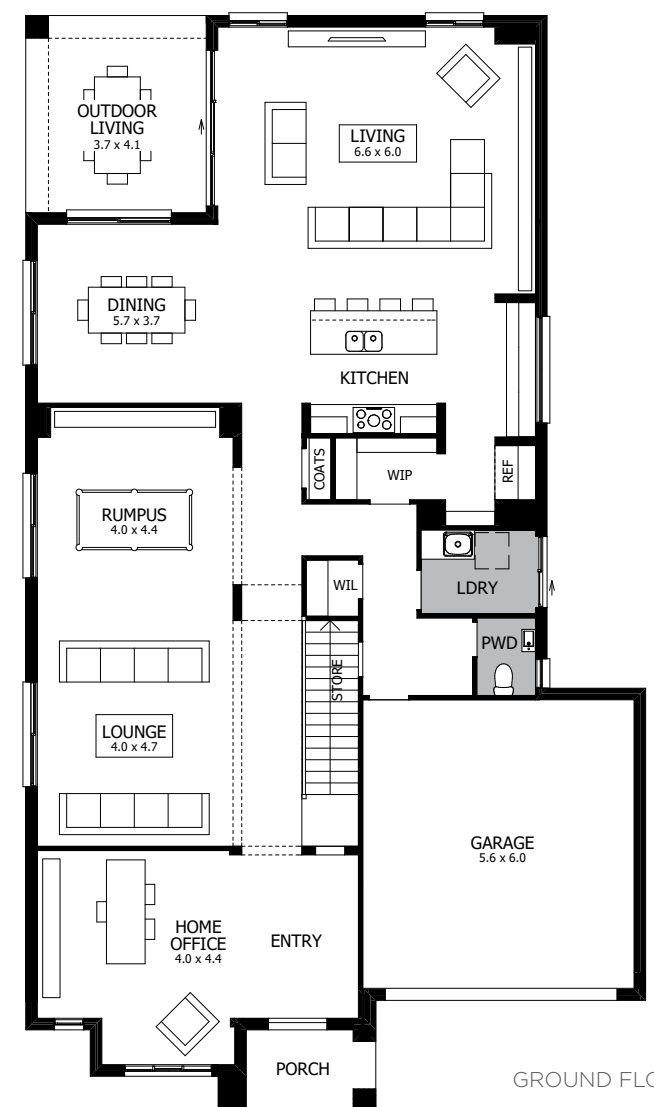 OUTDOOR
LIVING
3.7 x 4.1
LIVING
6.6 x 6.0
DINING
5.7 x 3.7
KITCHEN
COATS
WIP
REF
RUMPUS
4.0 x 4.4
WIL
LDRY
PWD
STORE
LOUNGE
4.0 x 4.7
GARAGE
5.6 x 6.0
HOME
OFFICE
4.0 x 4.4
ENTRY
PORCH
GROUND FLO